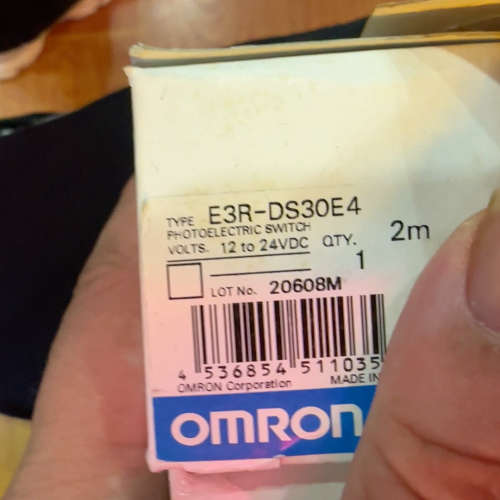 TYPE E3R-DS30E4
PHOTOELECTRIC SWITCH 2m
VOLTS. 12 to 24VDC QTY.
1
LOT No. 20608M
4 536854 511035
OMRON Corporation MADE IN
OMRON